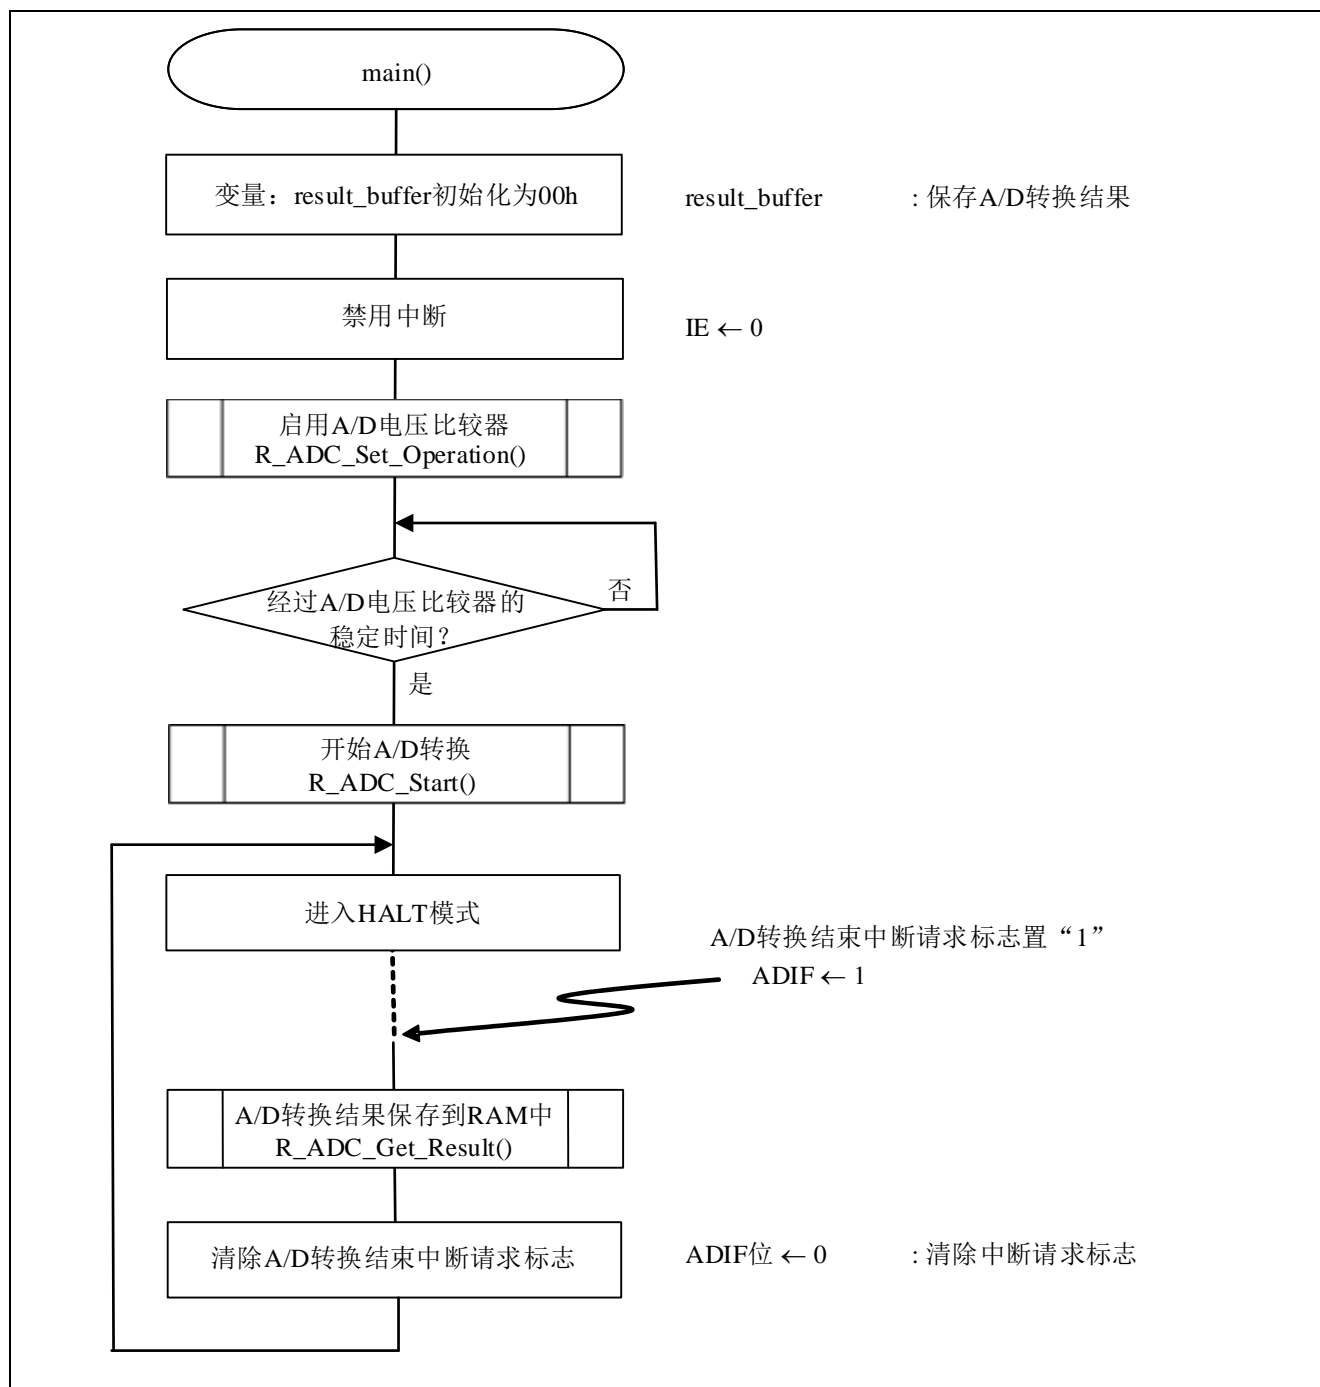 main()
变量：result_buffer初始化为00h
result_buffer : 保存A/D转换结果
禁用中断
IE ← 0
启用A/D电压比较器
R_ADC_Set_Operation()
否
经过A/D电压比较器的
稳定时间？
是
开始A/D转换
R_ADC_Start()
进入HALT模式
A/D转换结束中断请求标志置“1”
ADIF ← 1
A/D转换结果保存到RAM中
R_ADC_Get_Result()
清除A/D转换结束中断请求标志
ADIF位 ← 0 : 清除中断请求标志